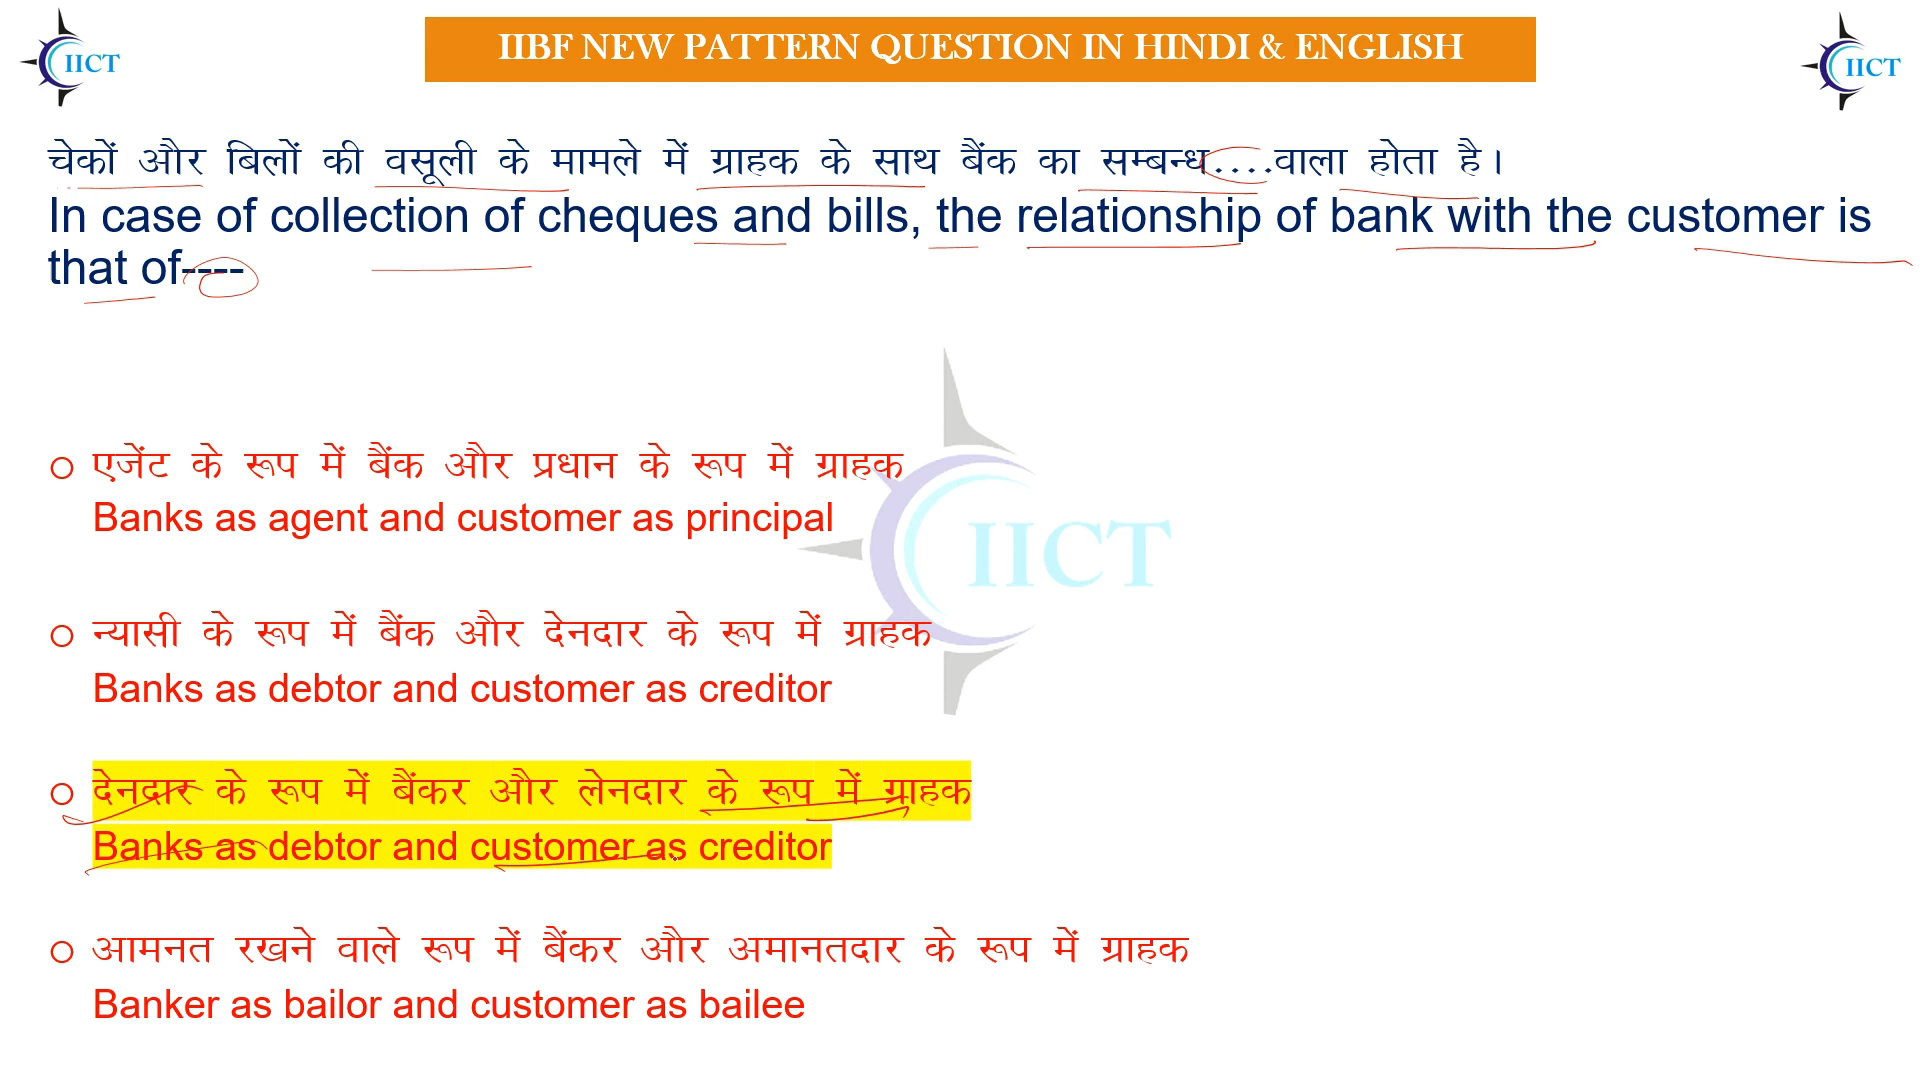 IICT
IIBF NEW PATTERN QUESTION IN HINDI & ENGLISH
IICT
चेकों और बिलों की वसूली के मामले में ग्राहक के साथ बैंक का सम्बन्ध....वाला होता है।
In case of collection of cheques and bills, the relationship of bank with the customer is
that of----
एजेंट के रूप में बैंक और प्रधान के रूप में ग्राहक
Banks as agent and customer as principal
IICT
न्यासी के रूप में बैंक और देनदार के रूप में ग्राहक
Banks as debtor and customer as creditor
देनदार के रूप में बैंकर और लेनदार के रूप में ग्राहक
Banks as debtor and customer as creditor
आमनत रखने वाले रूप में बैंकर और अमानतदार के रूप में ग्राहक
Banker as bailor and customer as bailee